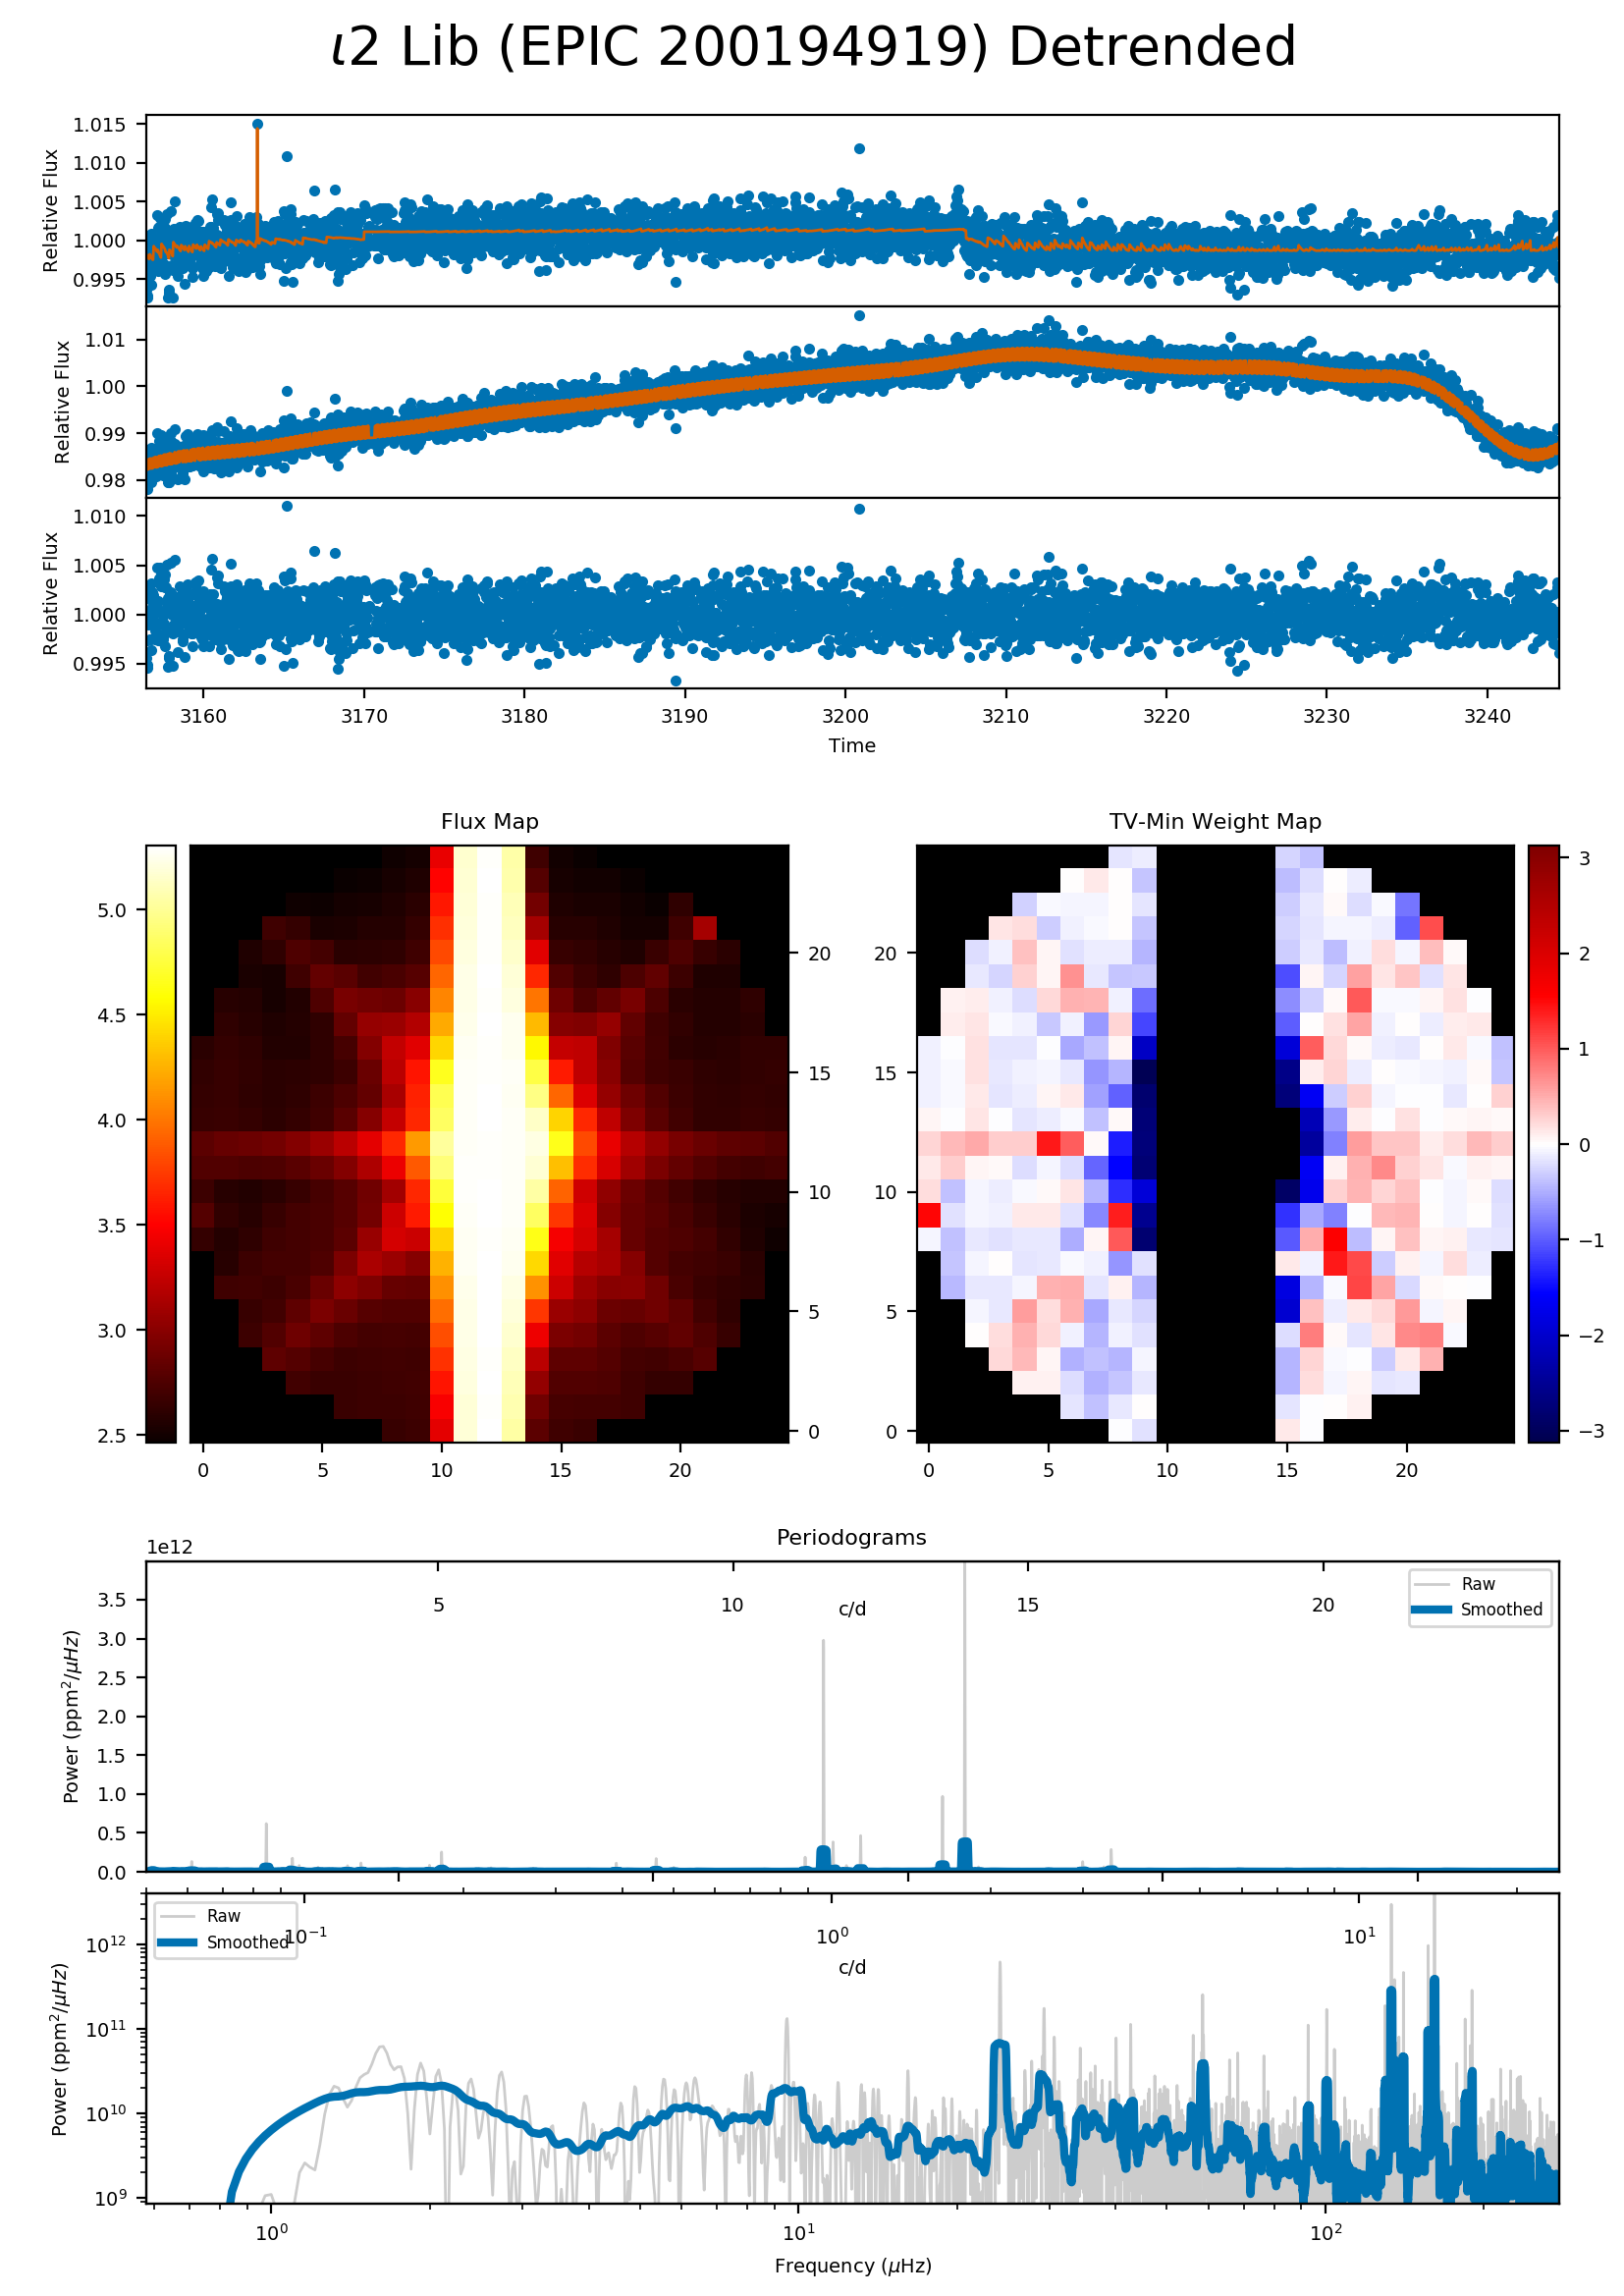 ι2 Lib (EPIC 200194919) Detrended
1.015
1.010
1.005
1.000
0.995
Relative Flux
1.01
1.00
0.99
0.98
Relative Flux
1.010
1.005
1.000
0.995
Relative Flux
3160 3170 3180 3190 3200 3210 3220 3230 3240
Time
Flux Map
5.0
4.5
4.0
3.5
3.0
2.5
20
15
10
5
0
0 5 10 15 20
TV-Min Weight Map
20
15
10
5
0
0 5 10 15 20
3
2
1
0
−1
−2
−3
Periodograms
1e12
3.5
3.0
2.5
2.0
1.5
1.0
0.5
0.0
Power (ppm²/μHz)
5 10 15 20
c/d
Raw
Smoothed
10¹²
10¹¹
10¹⁰
10⁹
Power (ppm²/μHz)
Raw
Smoothed
10⁻¹ 10⁰ 10¹
c/d
10⁰ 10¹ 10²
Frequency (μHz)